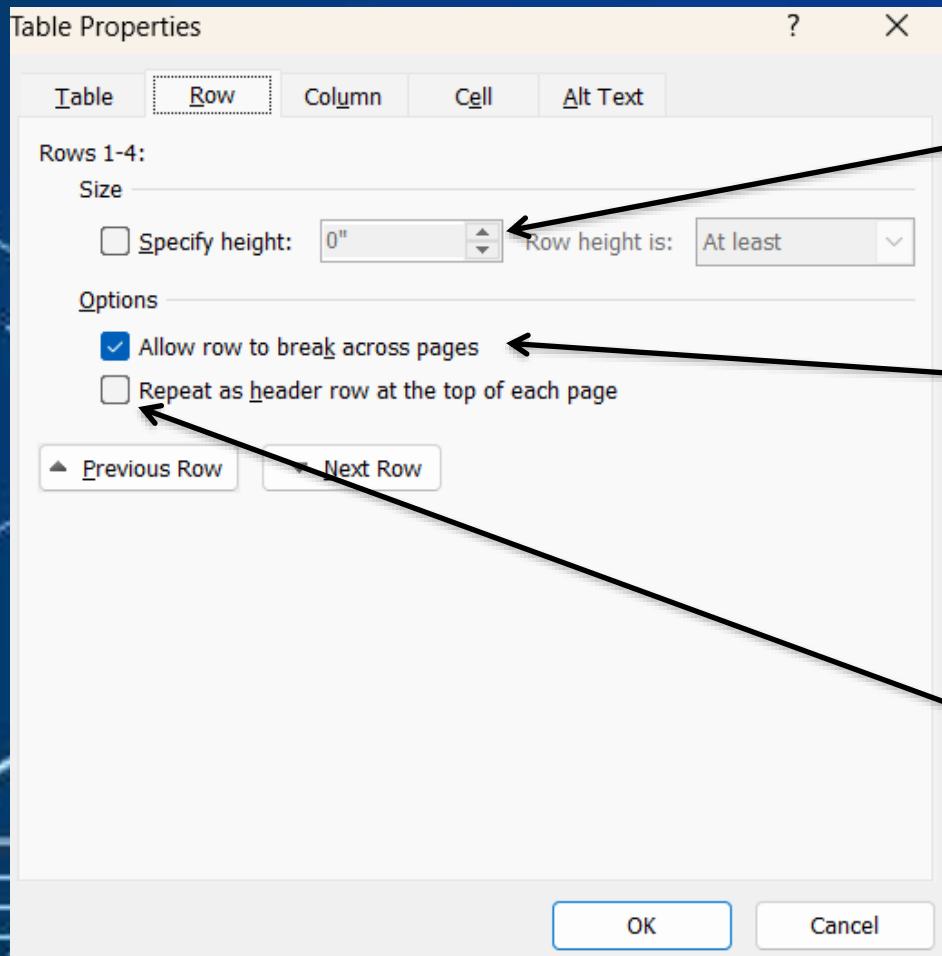 Table Properties ? X
Table Row Column Cell Alt Text
Rows 1-4:
Size
Specify height: 0" Row height is: At least
Options
Allow row to break across pages
Repeat as header row at the top of each page
Previous Row Next Row
OK Cancel